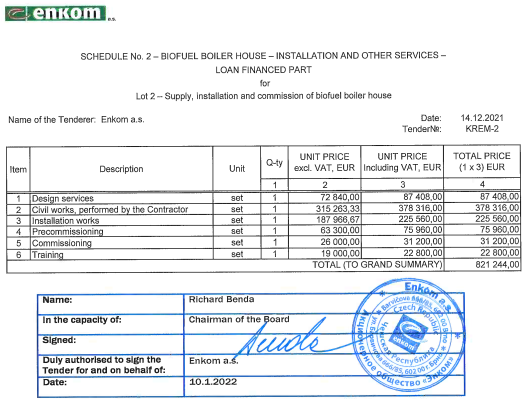 enkom a.s.
SCHEDULE No. 2 – BIOFUEL BOILER HOUSE – INSTALLATION AND OTHER SERVICES –
LOAN FINANCED PART
for
Lot 2 – Supply, installation and commission of biofuel boiler house
Name of the Tenderer: Enkom a.s. Date: 14.12.2021
Tender№: KREM-2
Item Description Unit Q-ty UNIT PRICE excl. VAT, EUR UNIT PRICE Including VAT, EUR TOTAL PRICE (1 x 3) EUR
1 2 3 4
1 Design services set 1 72 840,00 87 408,00 87 408,00
2 Civil works, performed by the Contractor set 1 315 263,33 378 316,00 378 316,00
3 Installation works set 1 187 966,67 225 560,00 225 560,00
4 Precommissioning set 1 63 300,00 75 960,00 75 960,00
5 Commissioning set 1 26 000,00 31 200,00 31 200,00
6 Training set 1 19 000,00 22 800,00 22 800,00
TOTAL (TO GRAND SUMMARY) 821 244,00
Name: Richard Benda
In the capacity of: Chairman of the Board
Signed:
Duly authorised to sign the
Tender for and on behalf of: Enkom a.s.
Date: 10.1.2022
Enkom a.s.
Czech Republic
enkom
Чешская Республика
Акционерное общество «Энком»